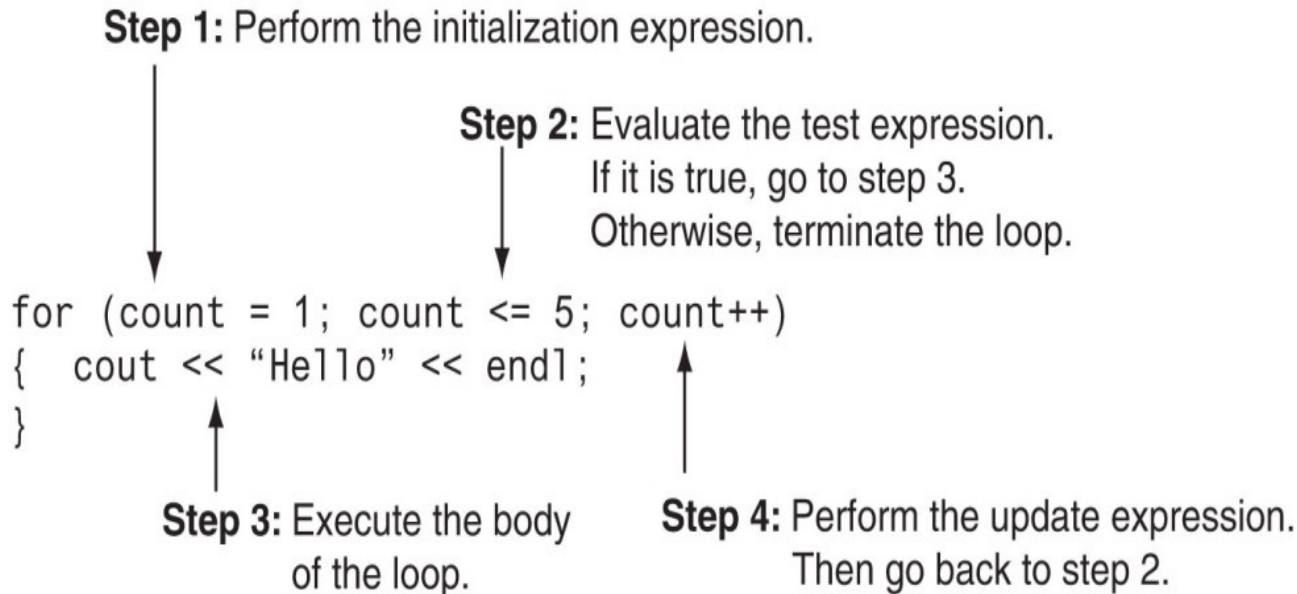 Step 1: Perform the initialization expression.
Step 2: Evaluate the test expression.
If it is true, go to step 3.
Otherwise, terminate the loop.
for (count = 1; count <= 5; count++)
{  cout << “Hello” << endl;
}
Step 3: Execute the body
of the loop.
Step 4: Perform the update expression.
Then go back to step 2.